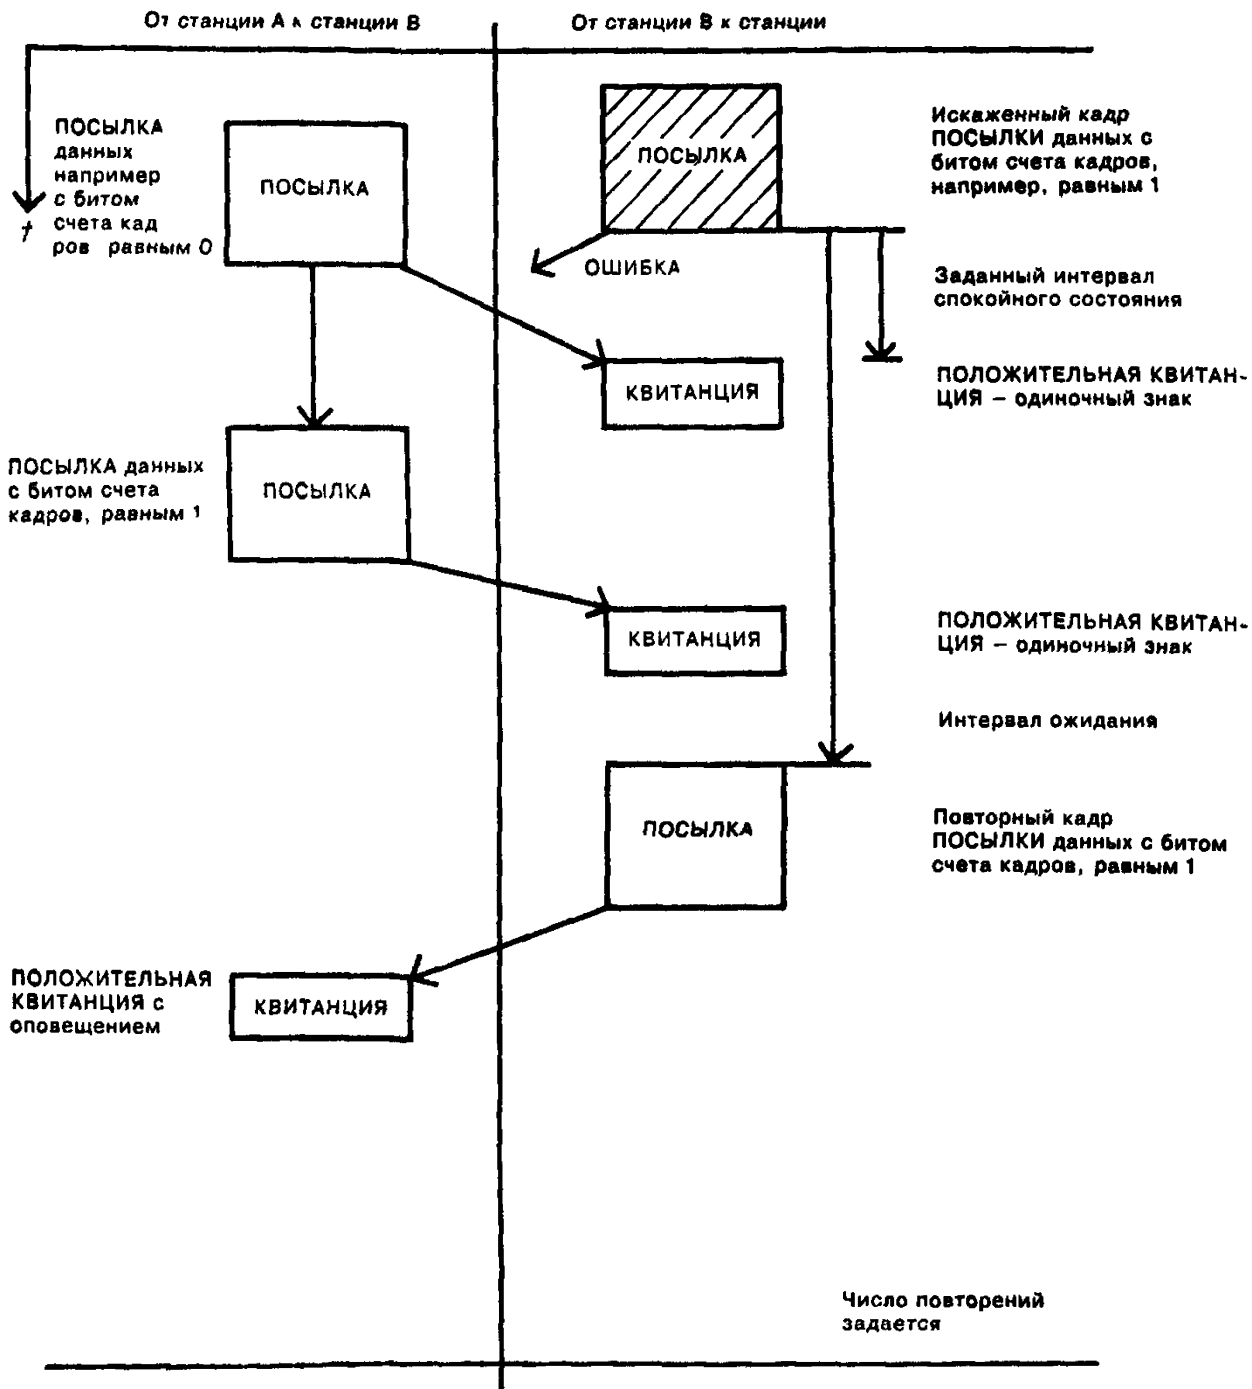 От станции А к станции В
От станции В к станции
ПОСЫЛКА
данных
например
с битом
счета кад
ров равным 0
t
ПОСЫЛКА
ПОСЫЛКА
Искаженный кадр
ПОСЫЛКИ данных с
битом счета кадров,
например, равным 1
ОШИБКА
Заданный интервал
спокойного состояния
КВИТАНЦИЯ
ПОЛОЖИТЕЛЬНАЯ КВИТАН-
ЦИЯ – одиночный знак
ПОСЫЛКА данных
с битом счета
кадров, равным 1
ПОСЫЛКА
КВИТАНЦИЯ
ПОЛОЖИТЕЛЬНАЯ КВИТАН-
ЦИЯ – одиночный знак
Интервал ожидания
ПОСЫЛКА
Повторный кадр
ПОСЫЛКИ данных с битом
счета кадров, равным 1
ПОЛОЖИТЕЛЬНАЯ
КВИТАНЦИЯ с
оповещением
КВИТАНЦИЯ
Число повторений
задается